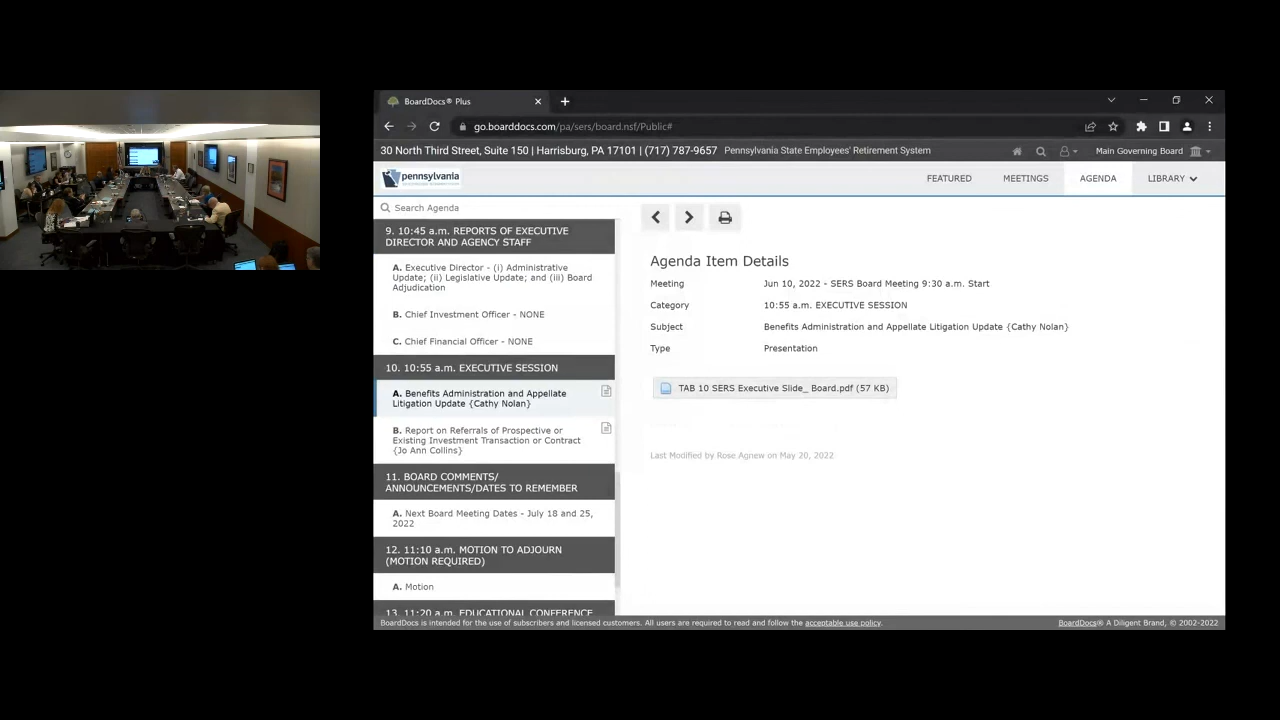 BoardDocs® Plus
go.boarddocs.com/pa/sers/board.nsf/Public#
30 North Third Street, Suite 150 | Harrisburg, PA 17101 | (717) 787-9657 Pennsylvania State Employees' Retirement System Main Governing Board
pennsylvania
FEATURED MEETINGS AGENDA LIBRARY
Search Agenda
9. 10:45 a.m. REPORTS OF EXECUTIVE
DIRECTOR AND AGENCY STAFF
A. Executive Director - (i) Administrative
Update; (ii) Legislative Update; and (iii) Board
Adjudication
B. Chief Investment Officer - NONE
C. Chief Financial Officer - NONE
10. 10:55 a.m. EXECUTIVE SESSION
A. Benefits Administration and Appellate
Litigation Update {Cathy Nolan}
B. Report on Referrals of Prospective or
Existing Investment Transaction or Contract
{Jo Ann Collins}
11. BOARD COMMENTS/
ANNOUNCEMENTS/DATES TO REMEMBER
A. Next Board Meeting Dates - July 18 and 25,
2022
12. 11:10 a.m. MOTION TO ADJOURN
(MOTION REQUIRED)
A. Motion
13. 11:20 a.m. EDUCATIONAL CONFERENCE
Agenda Item Details
Meeting Jun 10, 2022 - SERS Board Meeting 9:30 a.m. Start
Category 10:55 a.m. EXECUTIVE SESSION
Subject Benefits Administration and Appellate Litigation Update {Cathy Nolan}
Type Presentation
TAB 10 SERS Executive Slide_ Board.pdf (57 KB)
Last Modified by Rose Agnew on May 20, 2022
BoardDocs is intended for the use of subscribers and licensed customers. All users are required to read and follow the acceptable use policy.
BoardDocs® A Diligent Brand, © 2002-2022